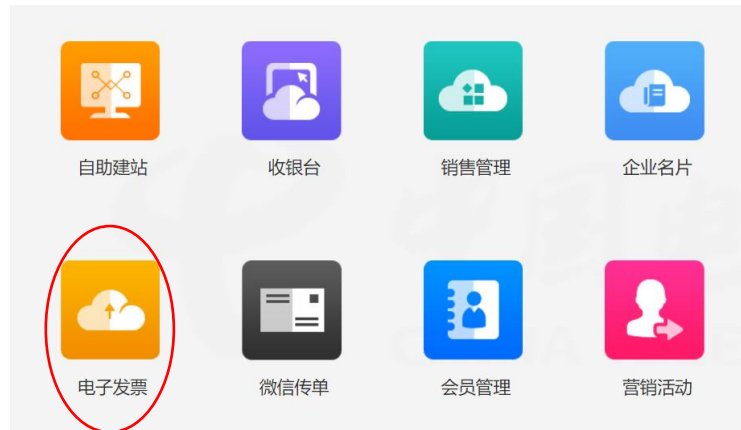 自助建站
收银台
销售管理
企业名片
电子发票
微信传单
会员管理
营销活动